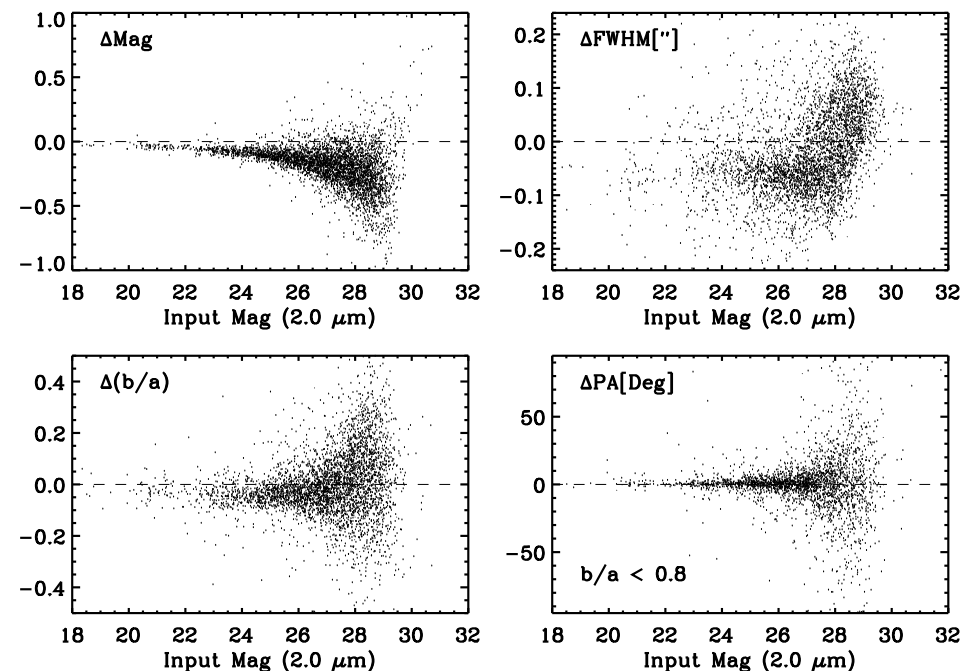 ΔMag
1.0
0.5
0.0
−0.5
−1.0
18 20 22 24 26 28 30 32
Input Mag (2.0 μm)
ΔFWHM["]
0.2
0.1
0.0
−0.1
−0.2
18 20 22 24 26 28 30 32
Input Mag (2.0 μm)
Δ(b/a)
0.4
0.2
0.0
−0.2
−0.4
18 20 22 24 26 28 30 32
Input Mag (2.0 μm)
ΔPA[Deg]
50
0
−50
b/a < 0.8
18 20 22 24 26 28 30 32
Input Mag (2.0 μm)